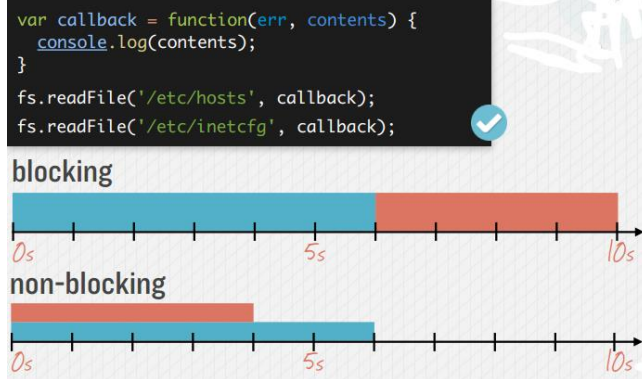 var callback = function(err, contents) {
  console.log(contents);
}
fs.readFile('/etc/hosts', callback);
fs.readFile('/etc/inetcfg', callback);
blocking
0s 5s 10s
non-blocking
0s 5s 10s